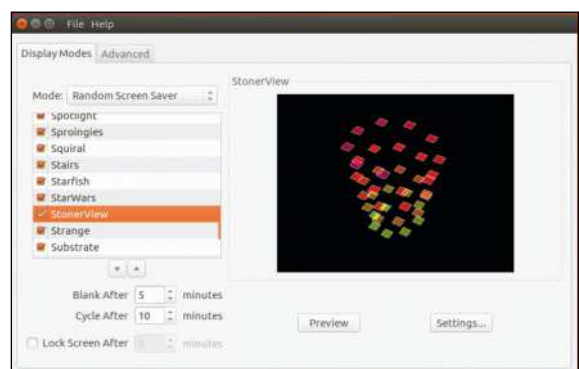 File Help
Display Modes Advanced
Mode: Random Screen Saver
Spotlight
Sproingies
Squiral
Stairs
Starfish
StarWars
StonerView
Strange
Substrate
Blank After 5 minutes
Cycle After 10 minutes
Lock Screen After 0 minutes
StonerView
Preview Settings...